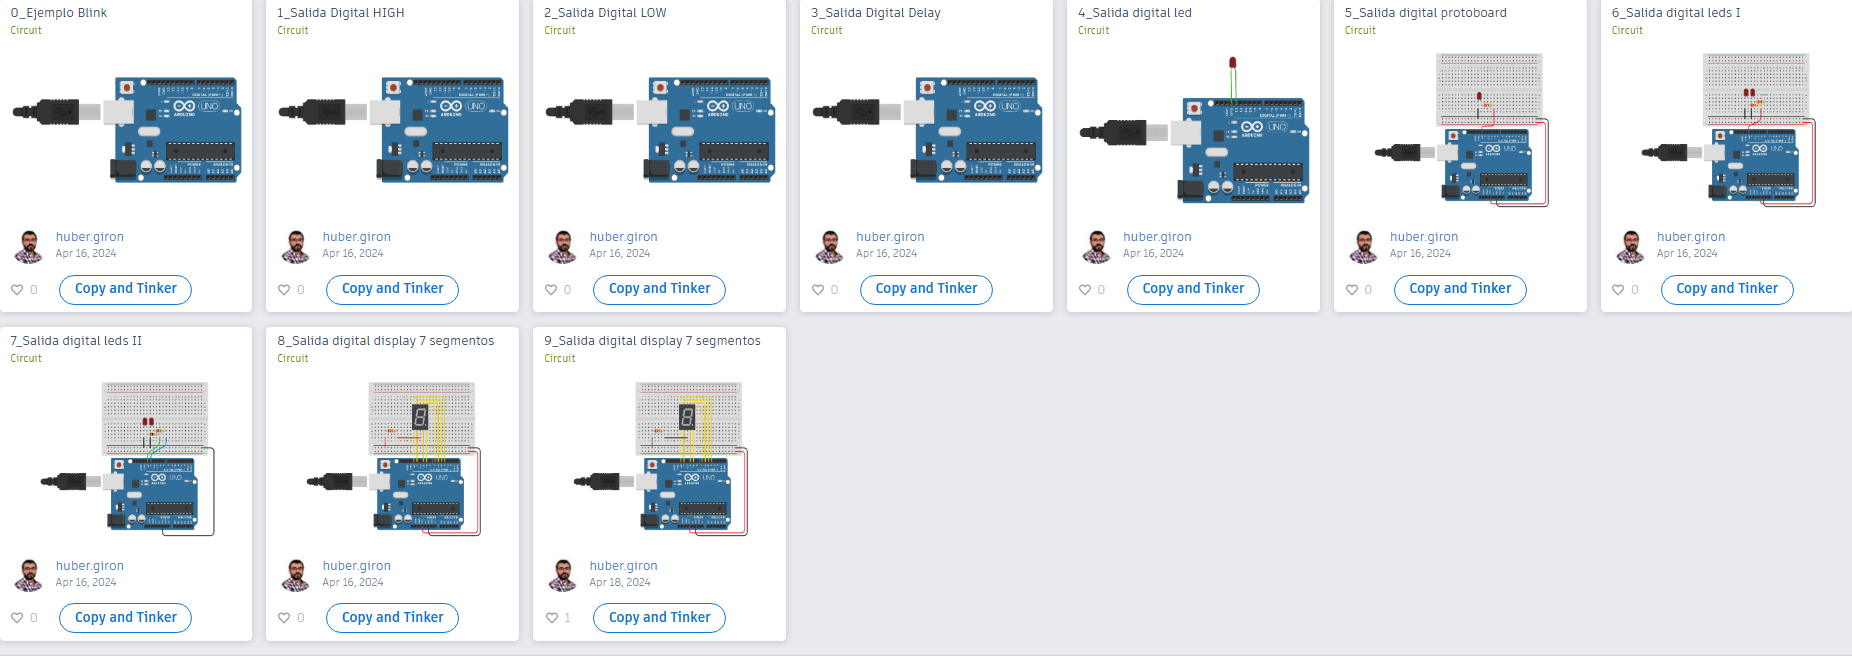 0_Ejemplo Blink
Circuit
huber.giron
Apr 16, 2024
0
Copy and Tinker
1_Salida Digital HIGH
Circuit
huber.giron
Apr 16, 2024
0
Copy and Tinker
2_Salida Digital LOW
Circuit
huber.giron
Apr 16, 2024
0
Copy and Tinker
3_Salida Digital Delay
Circuit
huber.giron
Apr 16, 2024
0
Copy and Tinker
4_Salida digital led
Circuit
huber.giron
Apr 16, 2024
0
Copy and Tinker
5_Salida digital protoboard
Circuit
huber.giron
Apr 16, 2024
0
Copy and Tinker
6_Salida digital leds I
Circuit
huber.giron
Apr 16, 2024
0
Copy and Tinker
7_Salida digital leds II
Circuit
huber.giron
Apr 16, 2024
0
Copy and Tinker
8_Salida digital display 7 segmentos
Circuit
huber.giron
Apr 16, 2024
0
Copy and Tinker
9_Salida digital display 7 segmentos
Circuit
huber.giron
Apr 18, 2024
1
Copy and Tinker